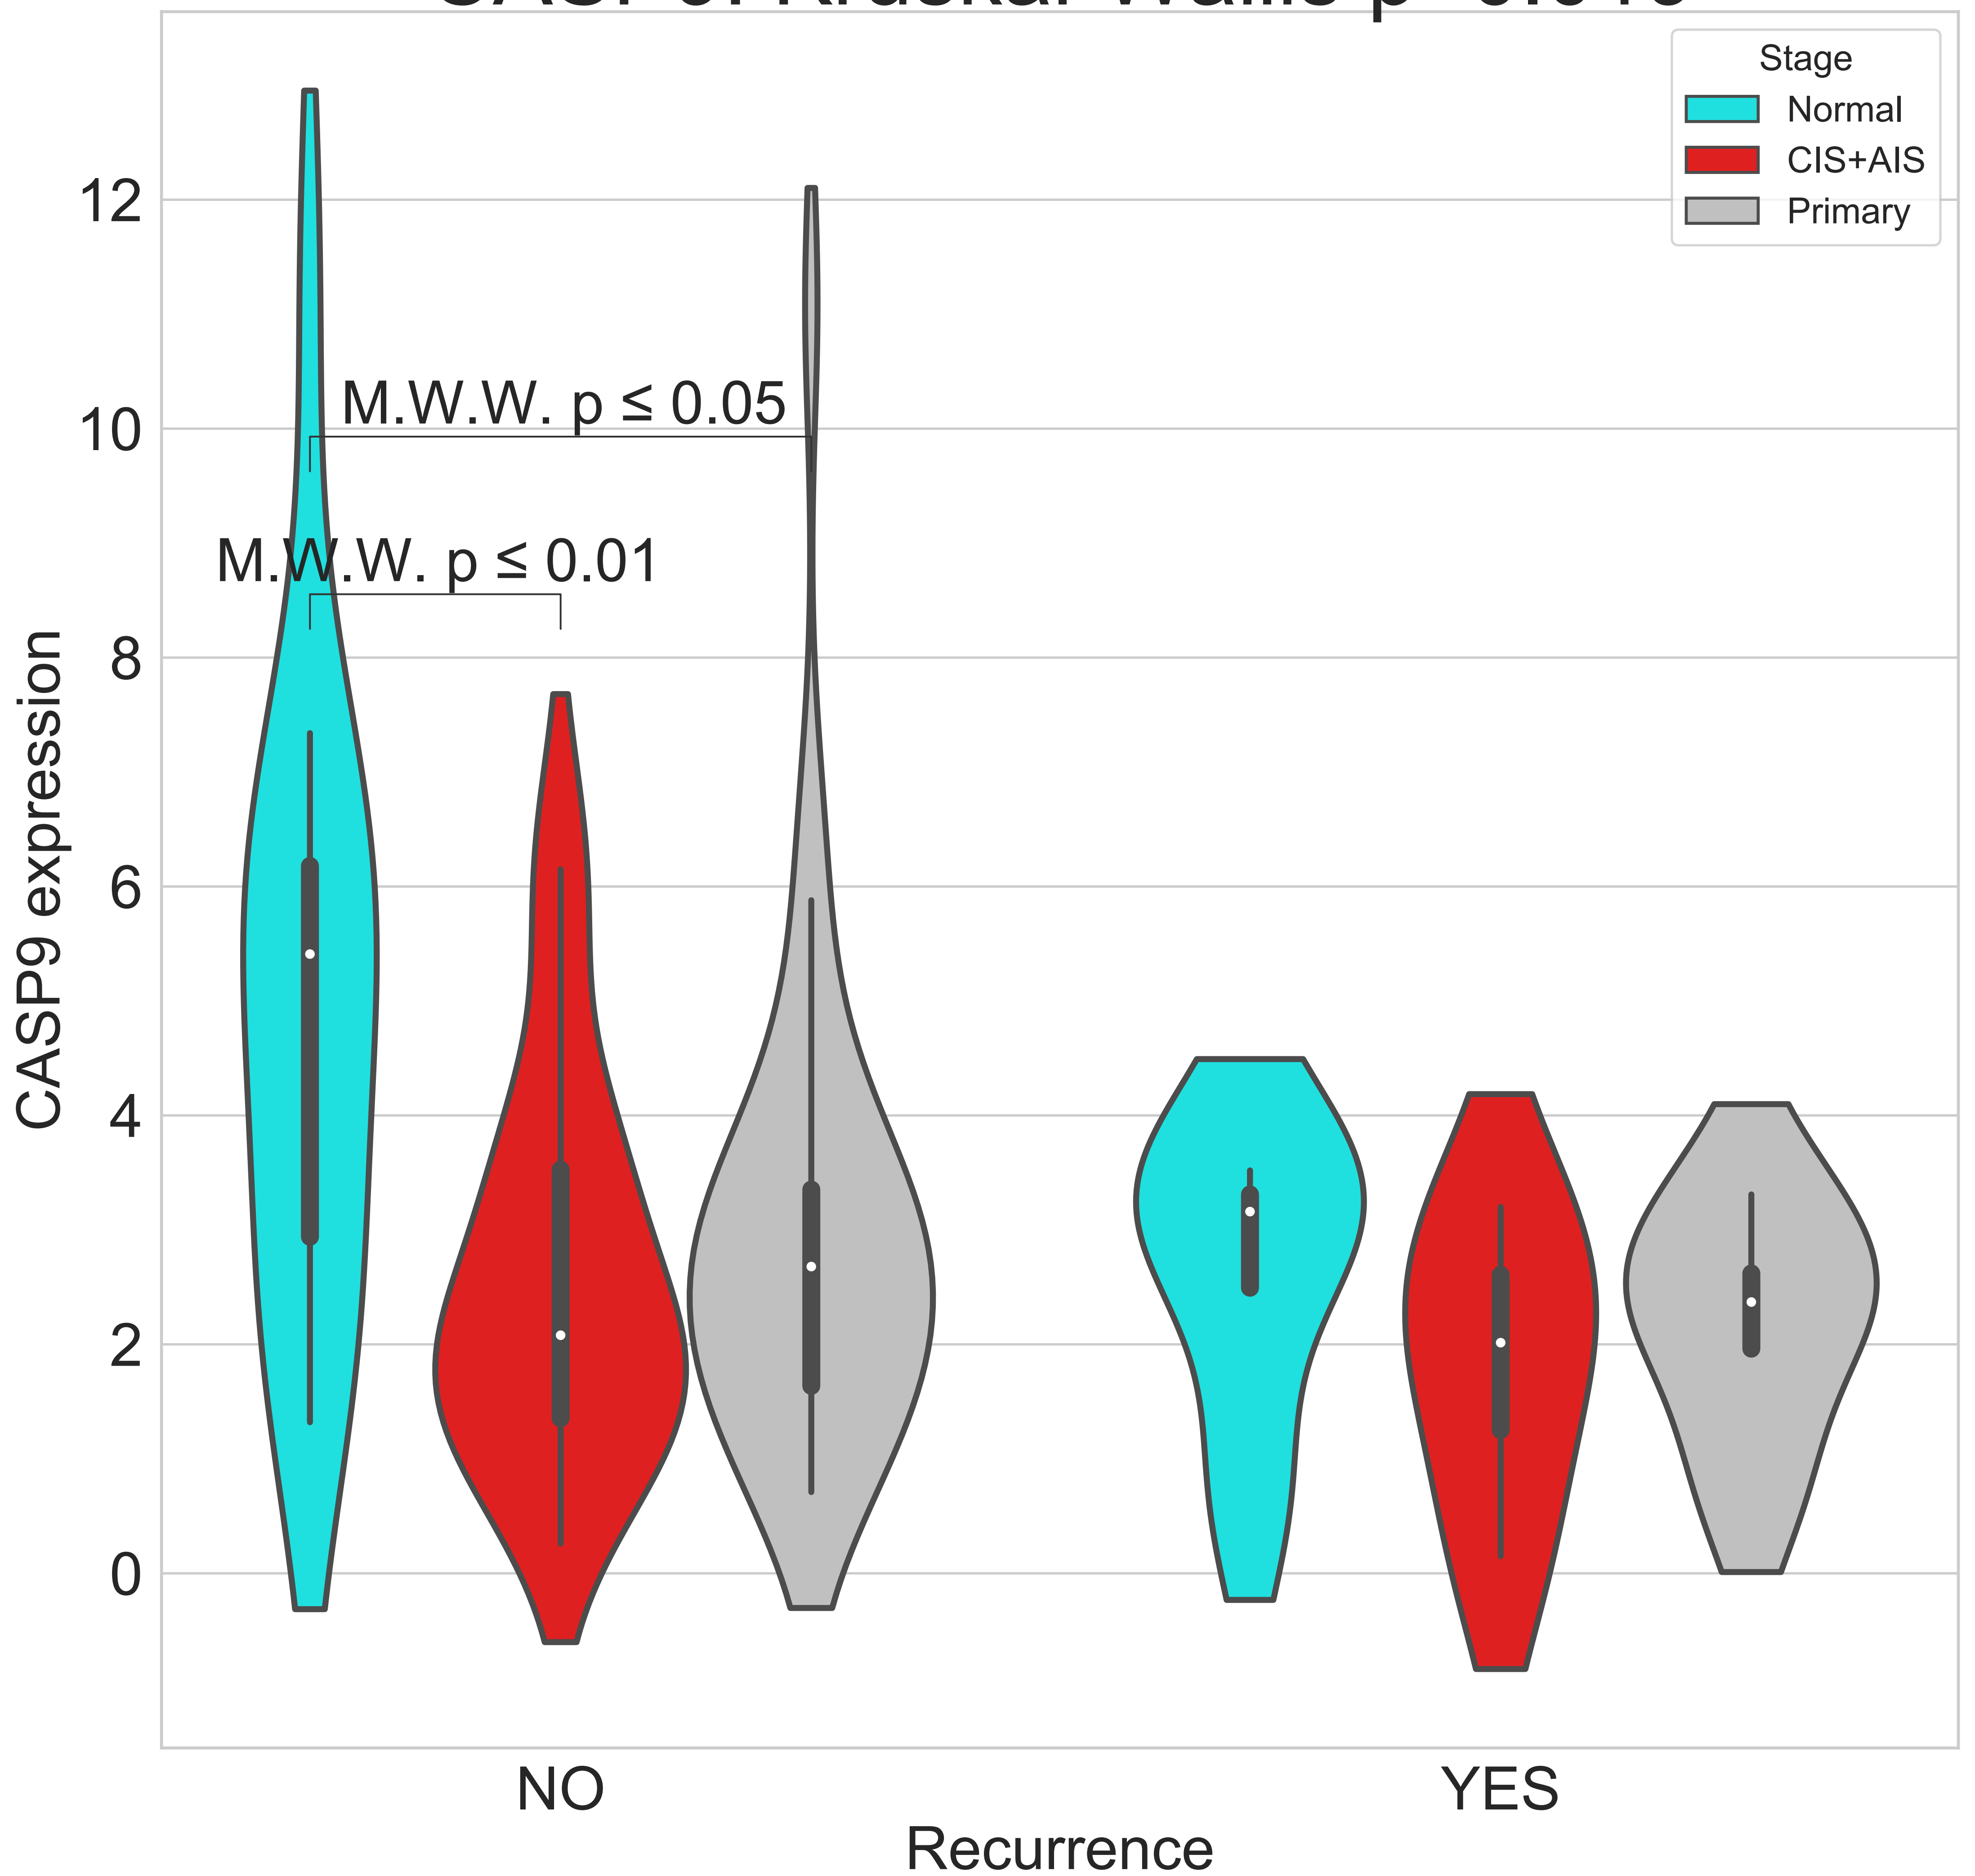 Stage
Normal
CIS+AIS
Primary
12
10
8
6
4
2
0
M.W.W. p ≤ 0.05
M.W.W. p ≤ 0.01
CASP9 expression
NO
YES
Recurrence